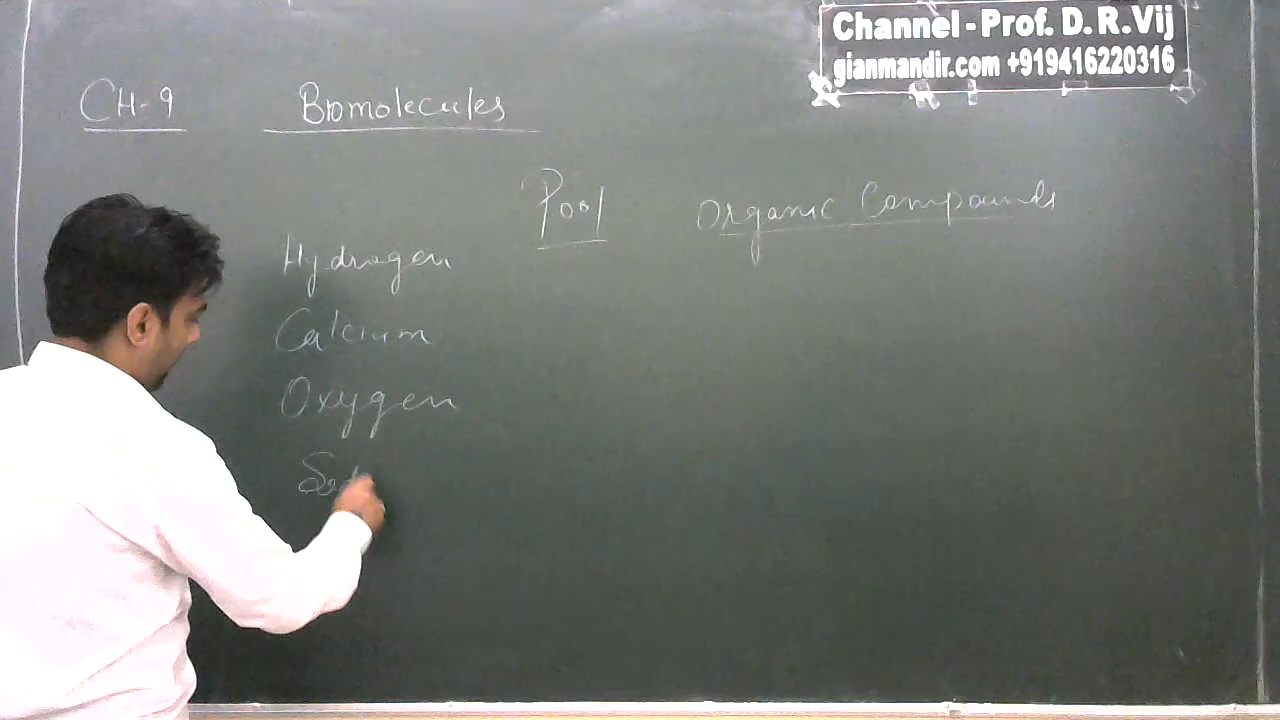 Channel - Prof. D. R. Vij
gianmandir.com +919416220316
CH-9 Biomolecules
Pool Organic Compounds
Hydrogen
Calcium
Oxygen